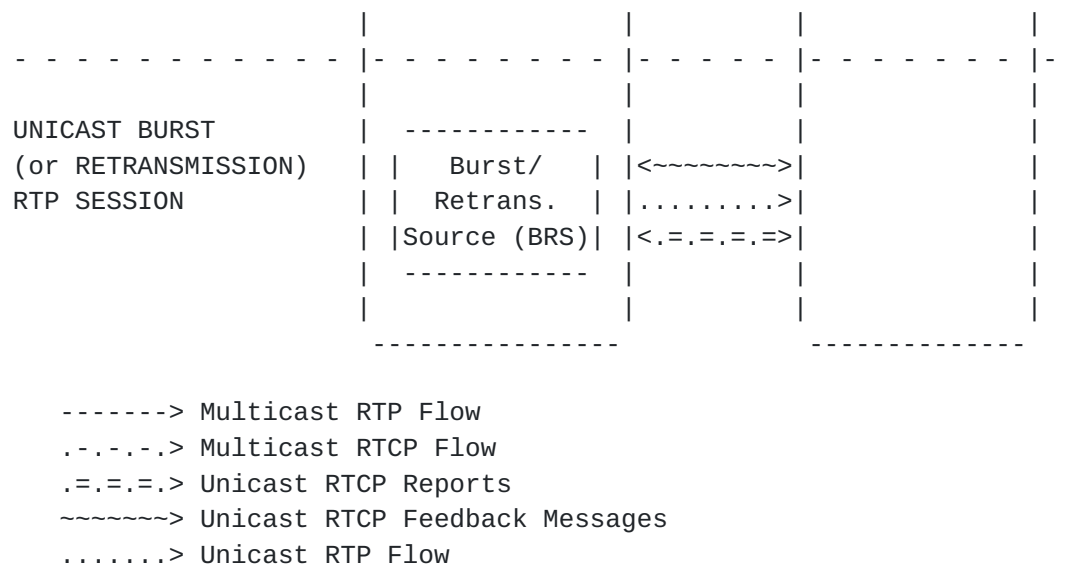 |                |          |              |
- - - - - - - - - - - |- - - - - - - - |- - - - - |- - - - - - - |-
                       |                |          |              |
UNICAST BURST          |  ------------  |          |              |
(or RETRANSMISSION)    | |   Burst/   | |<~~~~~~~~>|              |
RTP SESSION            | |  Retrans.  | |.........>|              |
                       | |Source (BRS)| |<.=.=.=.=>|              |
                       |  ------------  |          |              |
                       |                |          |              |
                        ----------------            --------------
-------> Multicast RTP Flow
.-.-.-.> Multicast RTCP Flow
.=.=.=.> Unicast RTCP Reports
~~~~~~~> Unicast RTCP Feedback Messages
.......> Unicast RTP Flow